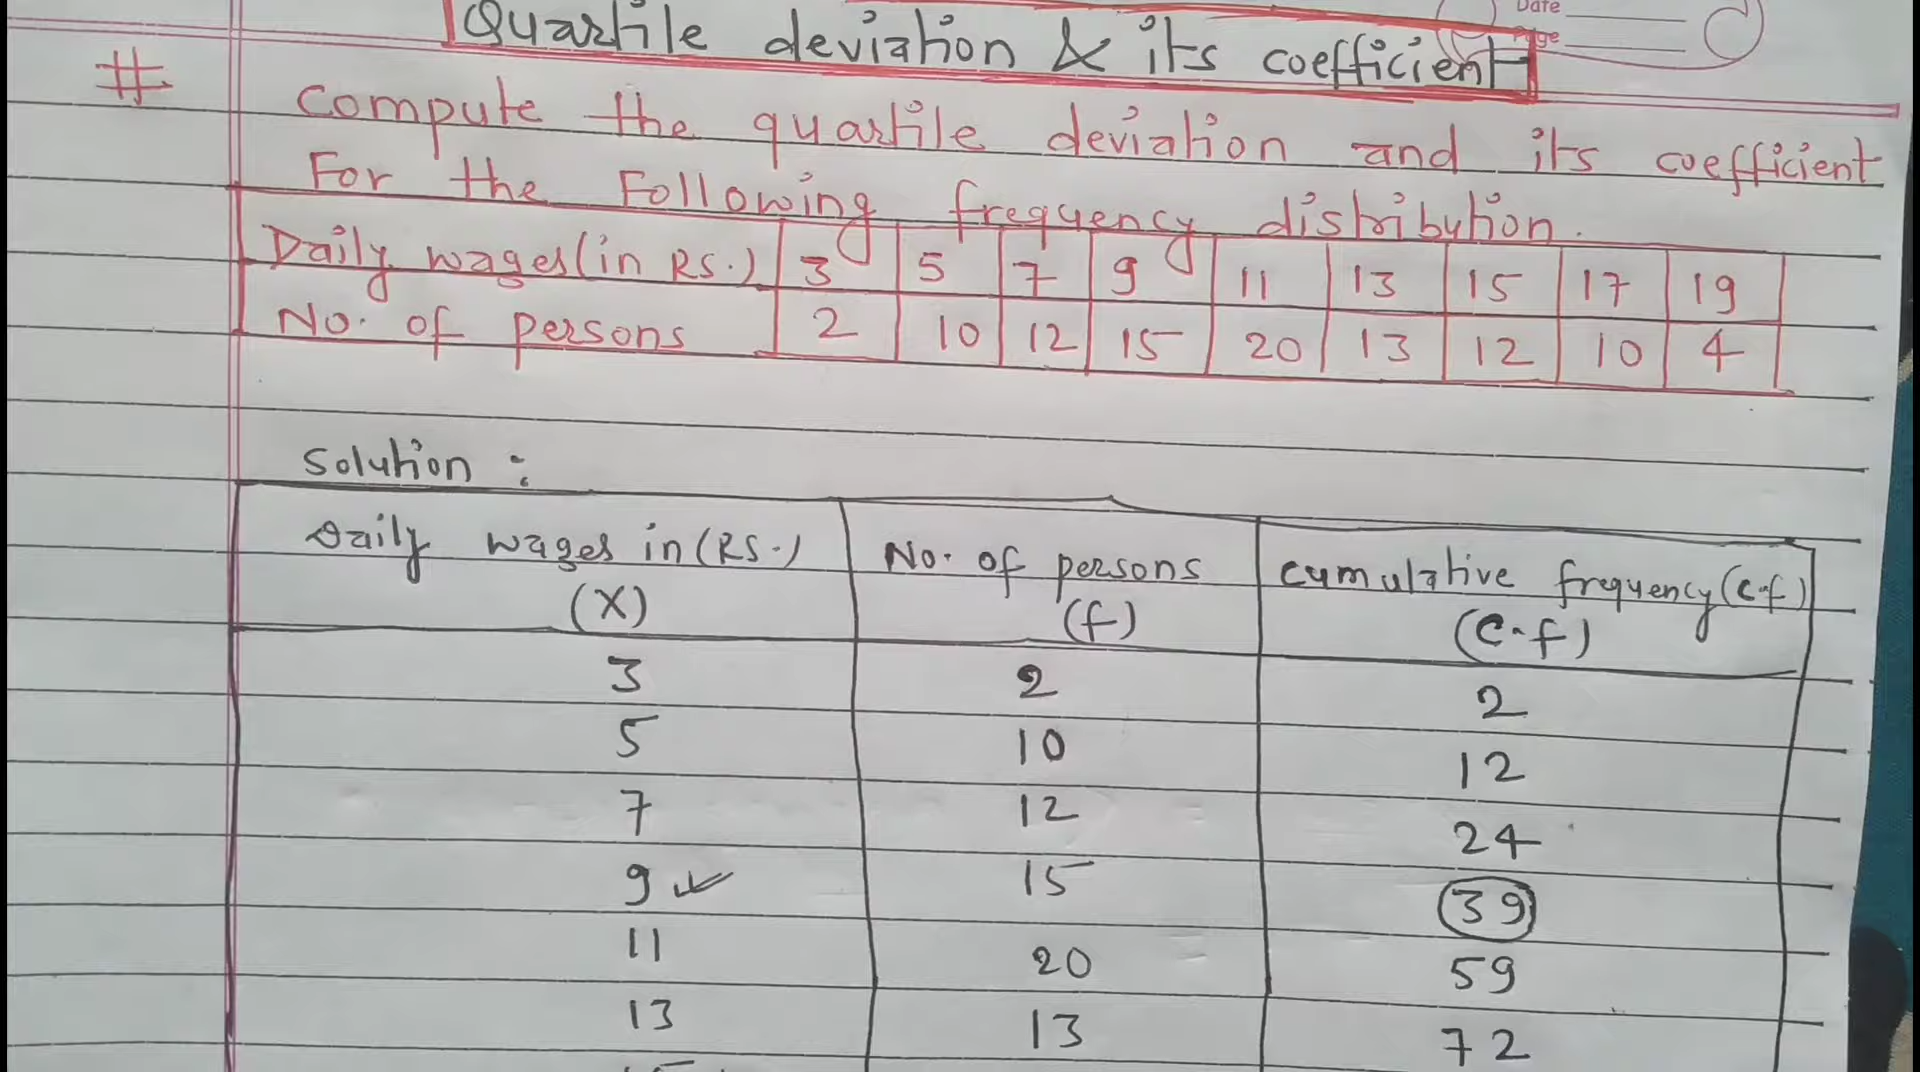 Date
Page
Quartile deviation & its coefficient
# Compute the quartile deviation and its coefficient
For the Following frequency distribution.
Daily wages (in RS.) 3 5 7 9 11 13 15 17 19
No. of persons 2 10 12 15 20 13 12 10 4
Solution :
Daily wages in (RS.) No. of persons cumulative frequency (c.f)
(X) (f) (c.f)
3 2 2
5 10 12
7 12 24
9 15 39
11 20 59
13 13 72